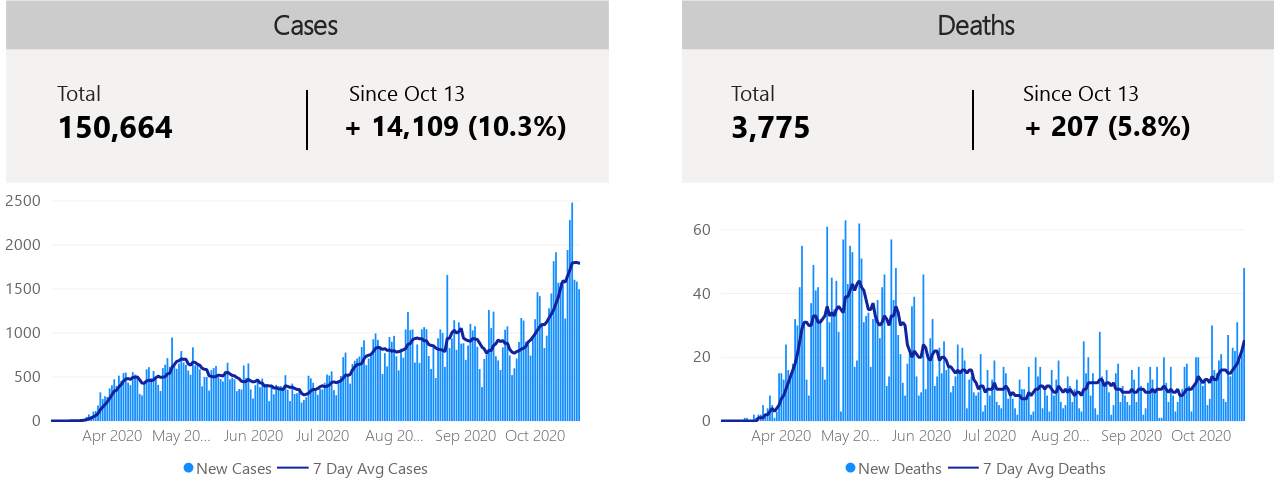 Cases
Total
Since Oct 13
150,664
+ 14,109 (10.3%)
2500
2000
1500
1000
500
0
Apr 2020 May 20... Jun 2020 Jul 2020 Aug 20... Sep 2020 Oct 2020
New Cases 7 Day Avg Cases
Deaths
Total
Since Oct 13
3,775
+ 207 (5.8%)
60
40
20
0
Apr 2020 May 20... Jun 2020 Jul 2020 Aug 20... Sep 2020 Oct 2020
New Deaths 7 Day Avg Deaths